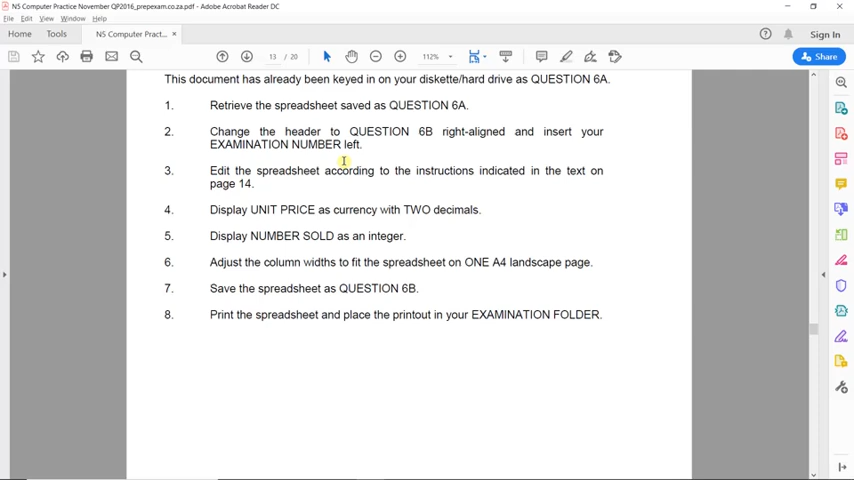 NS Computer Practice November QP2016_prepexam.co.za.pdf - Adobe Acrobat Reader DC
File Edit View Window Help
Home Tools NS Computer Pract... × Sign In
13 / 20 112% Share
This document has already been keyed in on your diskette/hard drive as QUESTION 6A.
1. Retrieve the spreadsheet saved as QUESTION 6A.
2. Change the header to QUESTION 6B right-aligned and insert your
EXAMINATION NUMBER left.
3. Edit the spreadsheet according to the instructions indicated in the text on
page 14.
4. Display UNIT PRICE as currency with TWO decimals.
5. Display NUMBER SOLD as an integer.
6. Adjust the column widths to fit the spreadsheet on ONE A4 landscape page.
7. Save the spreadsheet as QUESTION 6B.
8. Print the spreadsheet and place the printout in your EXAMINATION FOLDER.